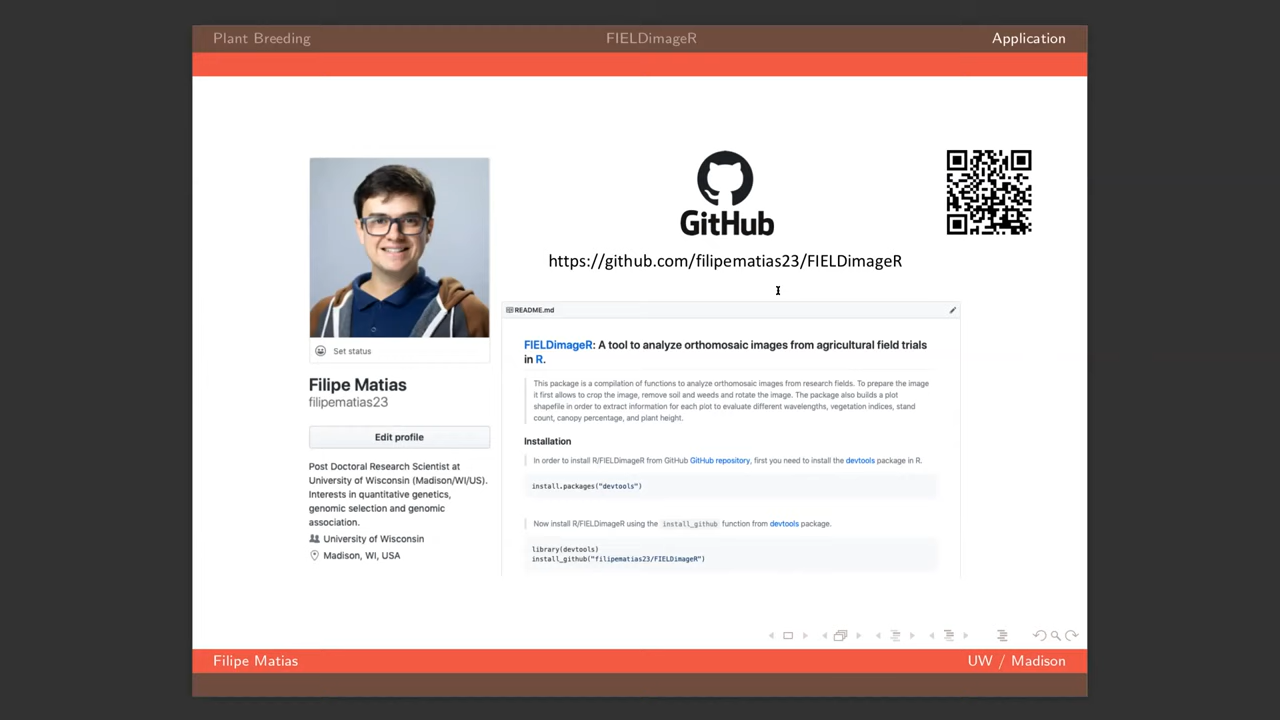 Plant Breeding
FIELDimageR
Application
GitHub
https://github.com/filipematias23/FIELDimageR
Set status
Filipe Matias
filipematias23
Edit profile
Post Doctoral Research Scientist at
University of Wisconsin (Madison/WI/US).
Interests in quantitative genetics,
genomic selection and genomic
association.
University of Wisconsin
Madison, WI, USA
README.md
FIELDimageR: A tool to analyze orthomosaic images from agricultural field trials
in R.
This package is a compilation of functions to analyze orthomosaic images from research fields. To prepare the image
it first allows to crop the image, remove soil and weeds and rotate the image. The package also builds a plot
shapefile in order to extract information for each plot to evaluate different wavelengths, vegetation indices, stand
count, canopy percentage, and plant height.
Installation
In order to install R/FIELDimageR from GitHub GitHub repository, first you need to install the devtools package in R.
install.packages("devtools")
Now install R/FIELDimageR using the install_github function from devtools package.
library(devtools)
install_github("filipematias23/FIELDimageR")
Filipe Matias
UW / Madison